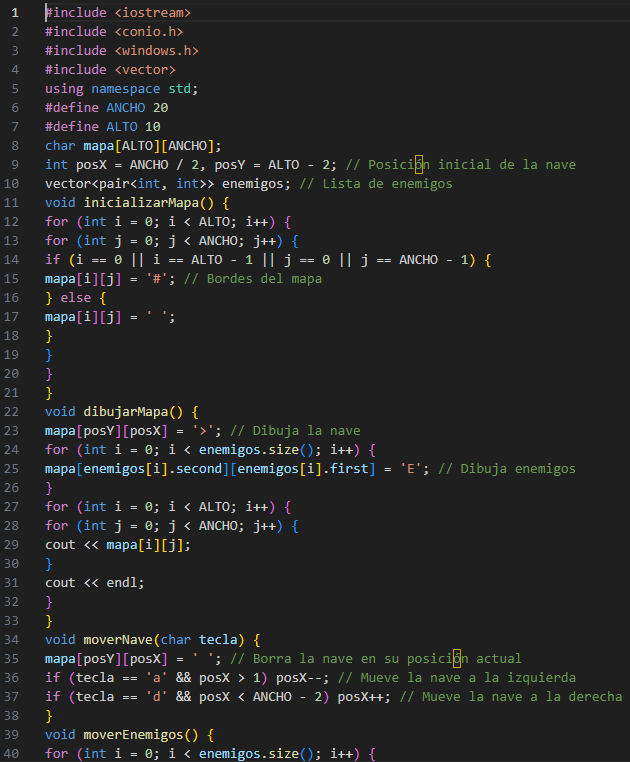 1 #include <iostream>
2 #include <conio.h>
3 #include <windows.h>
4 #include <vector>
5 using namespace std;
6 #define ANCHO 20
7 #define ALTO 10
8 char mapa[ALTO][ANCHO];
9 int posX = ANCHO / 2, posY = ALTO - 2; // Posición inicial de la nave
10 vector<pair<int, int>> enemigos; // Lista de enemigos
11 void inicializarMapa() {
12 for (int i = 0; i < ALTO; i++) {
13 for (int j = 0; j < ANCHO; j++) {
14 if (i == 0 || i == ALTO - 1 || j == 0 || j == ANCHO - 1) {
15 mapa[i][j] = '#'; // Bordes del mapa
16 } else {
17 mapa[i][j] = ' ';
18 }
19 }
20 }
21 }
22 void dibujarMapa() {
23 mapa[posY][posX] = '>'; // Dibuja la nave
24 for (int i = 0; i < enemigos.size(); i++) {
25 mapa[enemigos[i].second][enemigos[i].first] = 'E'; // Dibuja enemigos
26 }
27 for (int i = 0; i < ALTO; i++) {
28 for (int j = 0; j < ANCHO; j++) {
29 cout << mapa[i][j];
30 }
31 cout << endl;
32 }
33 }
34 void moverNave(char tecla) {
35 mapa[posY][posX] = ' '; // Borra la nave en su posición actual
36 if (tecla == 'a' && posX > 1) posX--; // Mueve la nave a la izquierda
37 if (tecla == 'd' && posX < ANCHO - 2) posX++; // Mueve la nave a la derecha
38 }
39 void moverEnemigos() {
40 for (int i = 0; i < enemigos.size(); i++) {